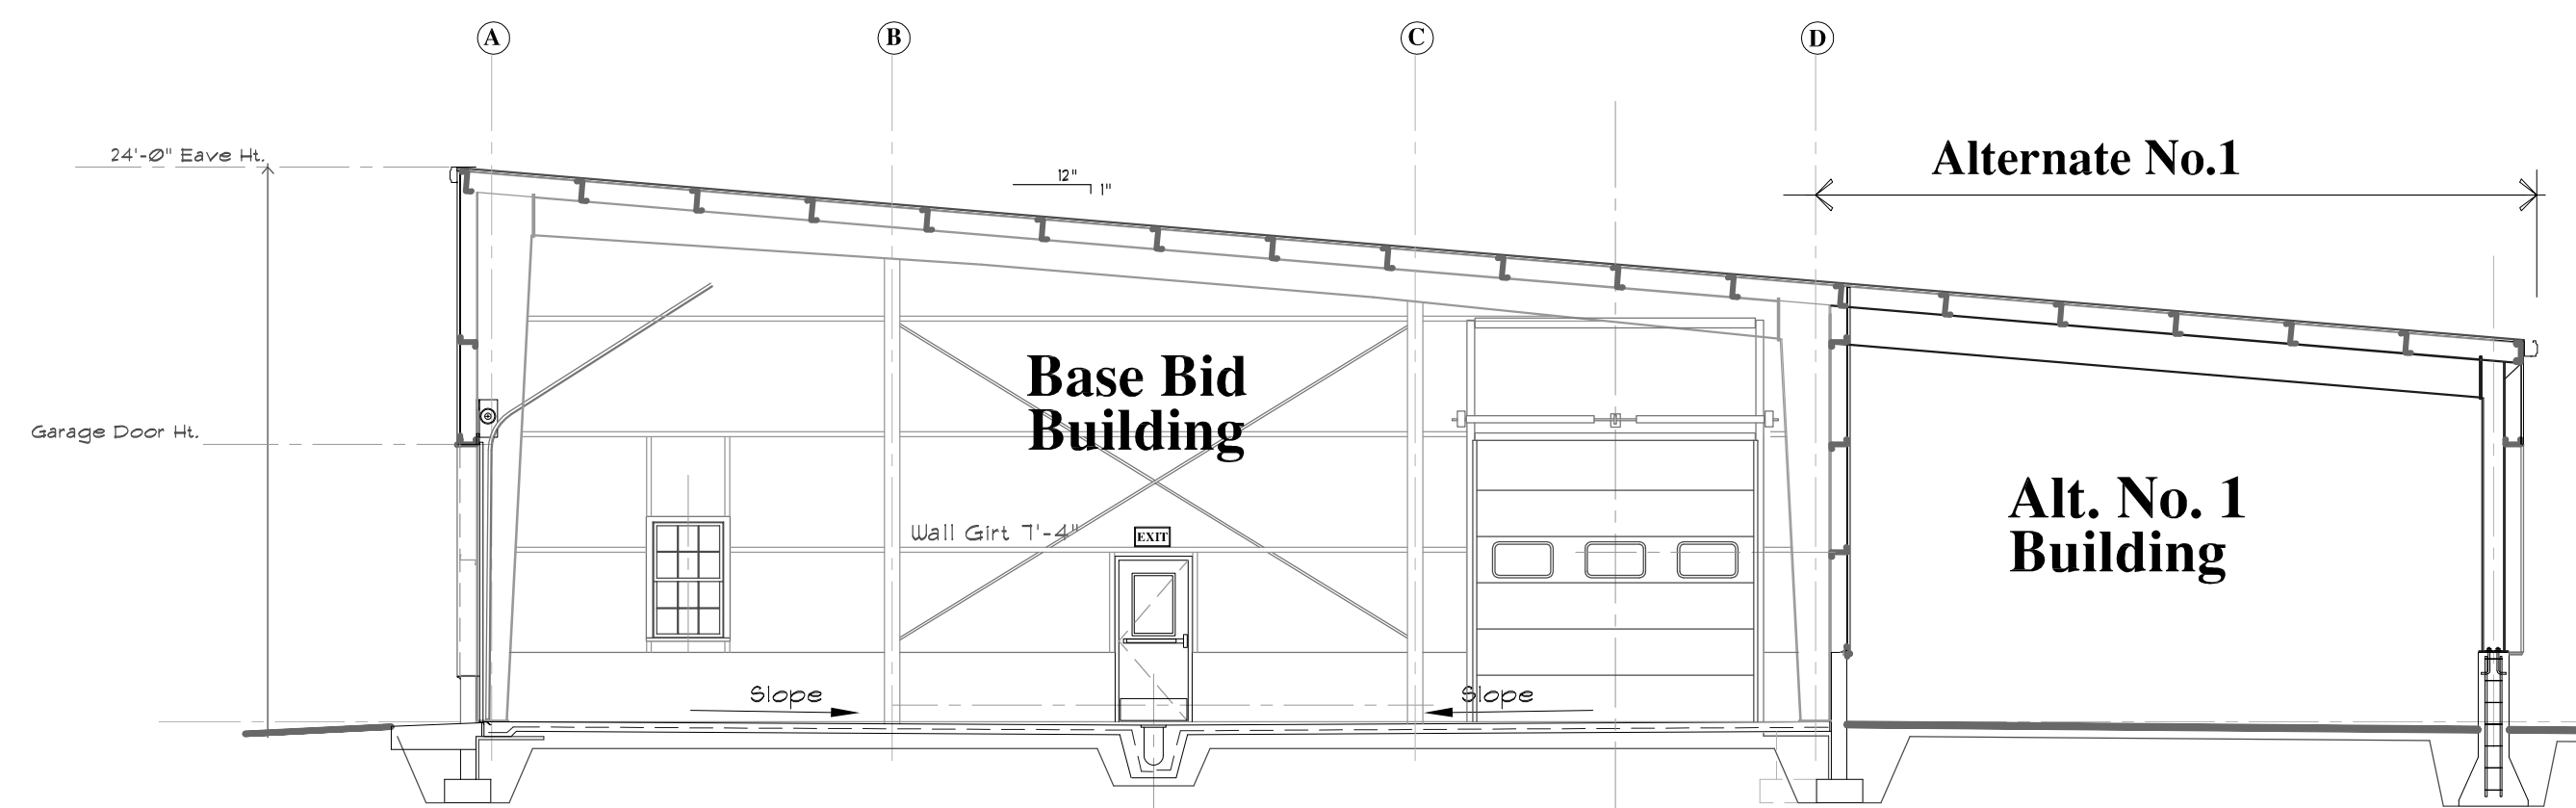 A
B
C
D
24'-0" Eave Ht.
12"
1"
Alternate No.1
Base Bid
Building
Garage Door Ht.
Wall Girt 7'-4"
EXIT
Alt. No. 1
Building
Slope
Slope